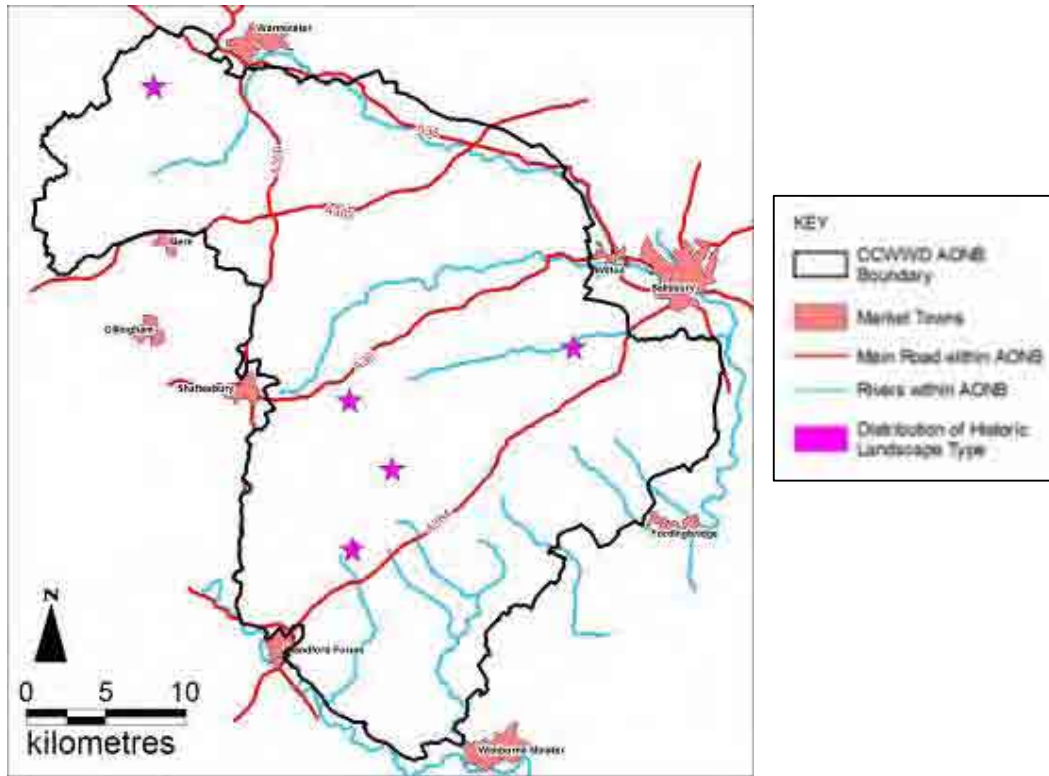 Warminster
A36
A350
A303
Mere
Wilton
Salisbury
Gillingham
A30
Shaftesbury
A354
Fordingbridge
Blandford Forum
Wimborne Minster
N
0 5 10
kilometres
KEY
CCWWD AONB
Boundary
Market Towns
Main Road within AONB
Rivers within AONB
Distribution of Historic
Landscape Type